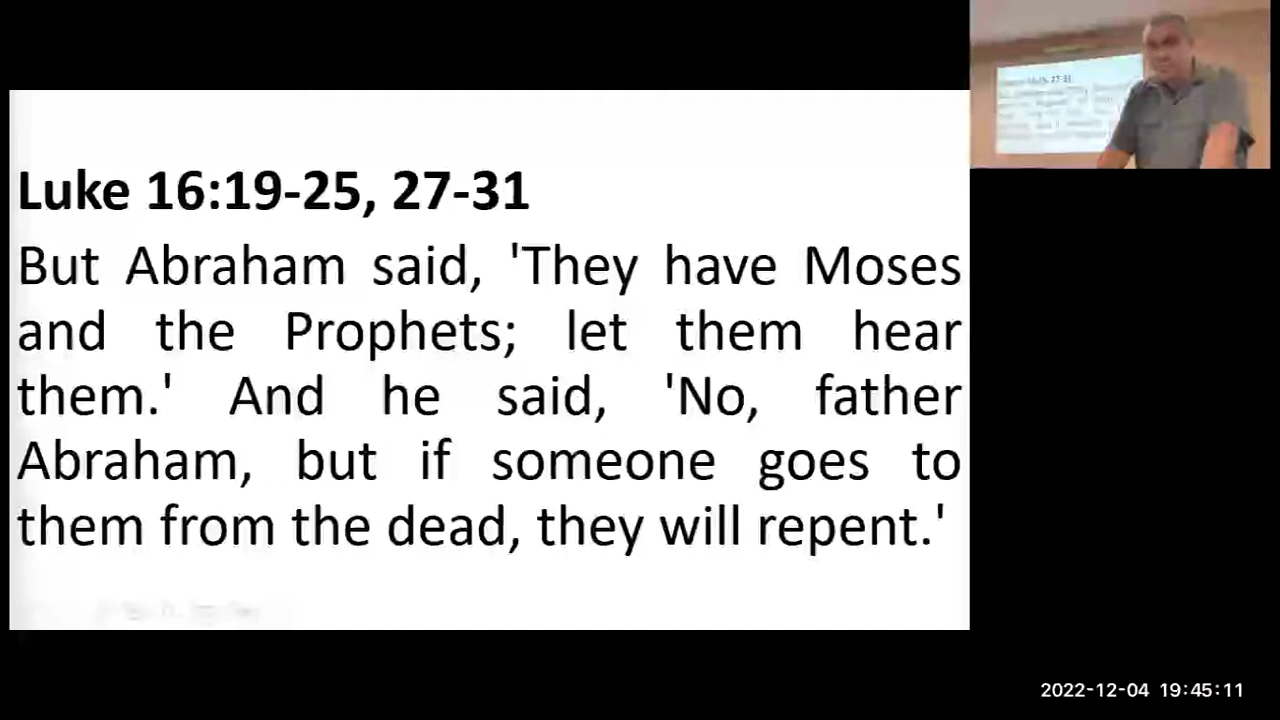 Luke 16:19-25, 27-31
But Abraham said, 'They have Moses
and the Prophets; let them hear
them.' And he said, 'No, father
Abraham, but if someone goes to
them from the dead, they will repent.'
2022-12-04 19:45:11